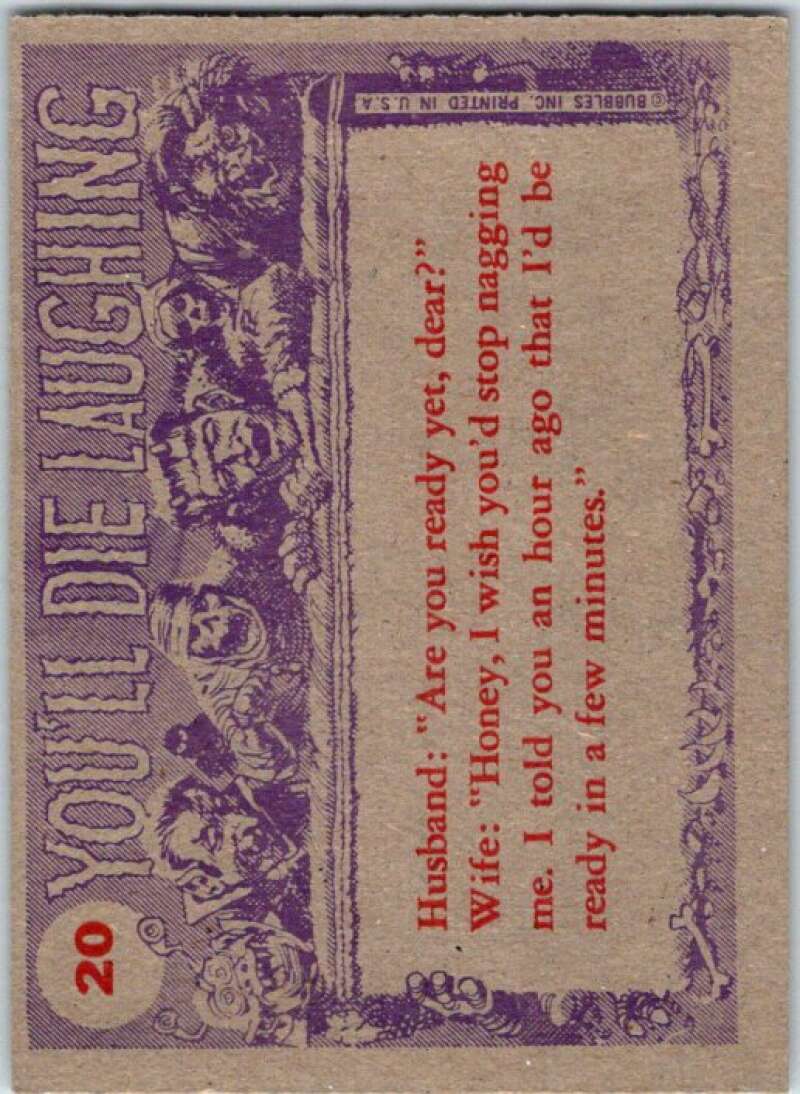 20
YOU'LL DIE LAUGHING
Husband: "Are you ready yet, dear?"
Wife: "Honey, I wish you'd stop nagging
me. I told you an hour ago that I'd be
ready in a few minutes."
© BUBBLES INC. PRINTED IN U.S.A.